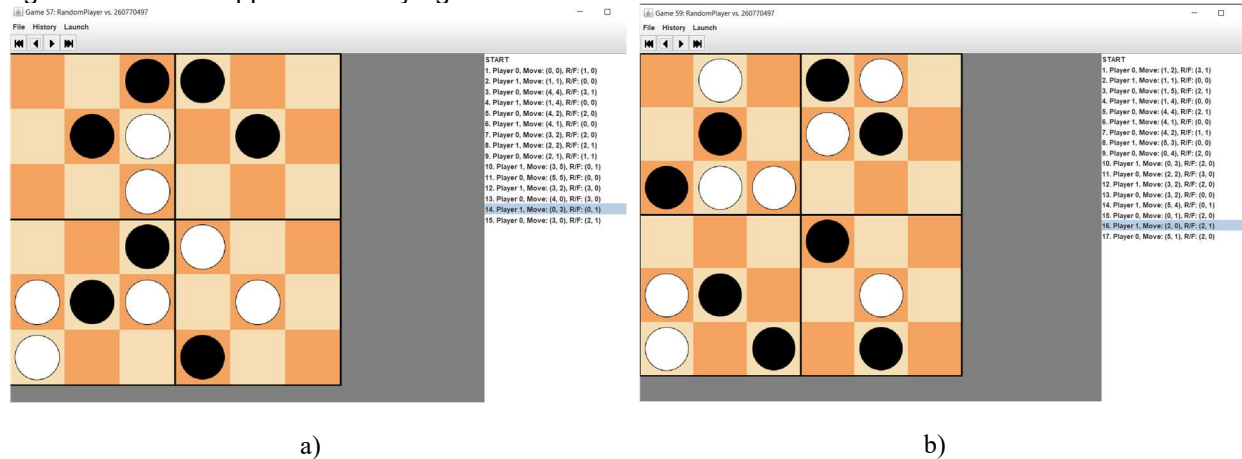 Game 57: RandomPlayer vs. 260770497
File History Launch
START
1. Player 0, Move: (0, 0), R/F: (1, 0)
2. Player 1, Move: (1, 1), R/F: (0, 0)
3. Player 0, Move: (4, 4), R/F: (3, 1)
4. Player 1, Move: (1, 4), R/F: (0, 0)
5. Player 0, Move: (4, 2), R/F: (2, 0)
6. Player 1, Move: (4, 1), R/F: (0, 0)
7. Player 0, Move: (3, 2), R/F: (2, 0)
8. Player 1, Move: (2, 2), R/F: (2, 1)
9. Player 0, Move: (2, 1), R/F: (1, 1)
10. Player 1, Move: (3, 5), R/F: (0, 1)
11. Player 0, Move: (5, 5), R/F: (0, 0)
12. Player 1, Move: (3, 2), R/F: (3, 0)
13. Player 0, Move: (4, 0), R/F: (3, 0)
14. Player 1, Move: (0, 3), R/F: (0, 1)
15. Player 0, Move: (3, 0), R/F: (2, 1)
a)
Game 59: RandomPlayer vs. 260770497
File History Launch
START
1. Player 0, Move: (1, 2), R/F: (3, 1)
2. Player 1, Move: (1, 1), R/F: (0, 0)
3. Player 0, Move: (1, 5), R/F: (2, 1)
4. Player 1, Move: (1, 4), R/F: (0, 0)
5. Player 0, Move: (4, 4), R/F: (2, 1)
6. Player 1, Move: (4, 1), R/F: (0, 0)
7. Player 0, Move: (4, 2), R/F: (1, 1)
8. Player 1, Move: (5, 3), R/F: (0, 0)
9. Player 0, Move: (0, 4), R/F: (2, 0)
10. Player 1, Move: (0, 3), R/F: (2, 0)
11. Player 0, Move: (2, 2), R/F: (3, 0)
12. Player 1, Move: (3, 2), R/F: (2, 0)
13. Player 0, Move: (3, 2), R/F: (0, 0)
14. Player 1, Move: (5, 4), R/F: (0, 1)
15. Player 0, Move: (0, 1), R/F: (2, 0)
16. Player 1, Move: (2, 0), R/F: (2, 1)
17. Player 0, Move: (5, 1), R/F: (2, 0)
b)